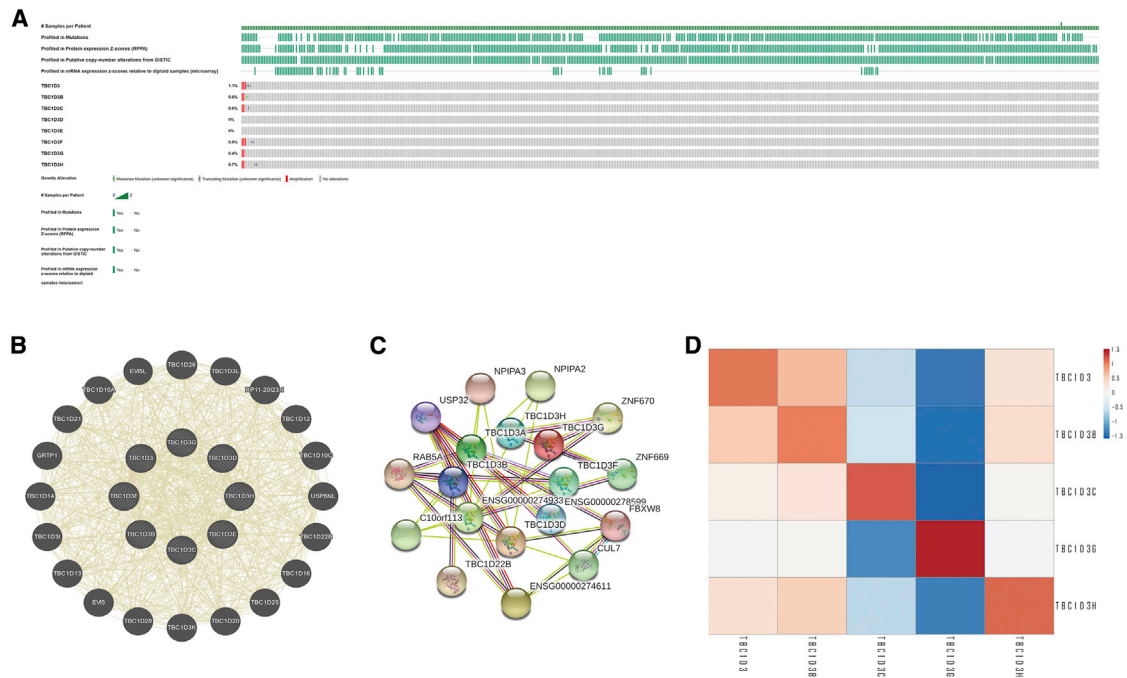 A
# Samples per Patient
Profiled in Mutations
Profiled in Protein expression Z-scores (RPPA)
Profiled in Putative copy-number alterations from GISTIC
Profiled in mRNA expression z-scores relative to diploid samples (microarray)
TBC1D3 1.1%
TBC1D3B 0.6%
TBC1D3C
TBC1D3D 0%
TBC1D3E 0%
TBC1D3F
TBC1D3G 0.4%
TBC1D3H 0.7%
Genetic Alteration Missense Mutation (unknown significance) Truncating Mutation (unknown significance) Amplification No alterations
# Samples per Patient
Profiled in Mutations Yes - No
Profiled in Protein expression
Z-scores (RPPA) Yes - No
Profiled in Putative copy-number
alterations from GISTIC Yes - No
Profiled in mRNA expression
z-scores relative to diploid Yes - No
samples (microarray)
B
TBC1D26
EVI5L
TBC1D3L
TBC1D10A
TBC1D21
TBC1D12
GRTP1
TBC1D10C
TBC1D14
USP6NL
TBC1D3I
TBC1D22B
TBC1D13
TBC1D16
EVI5
TBC1D25
TBC1D28
TBC1D20
TBC1D3K
TBC1D3G
TBC1D3
TBC1D3D
TBC1D3F
TBC1D3H
TBC1D3B
TBC1D3E
TBC1D3C
C
NPIPA3
NPIPA2
USP32
ZNF670
TBC1D3H
TBC1D3A
TBC1D3G
RAB5A
TBC1D3B
TBC1D3F
ZNF669
ENSG00000274933
ENSG00000278599
C10orf113
TBC1D3D
FBXW8
TBC1D22B
CUL7
ENSG00000274611
D
1.5
1
0.5
0
-0.5
-1
-1.5
TBC1D3
TBC1D3B
TBC1D3C
TBC1D3G
TBC1D3H
TBC1D3
TBC1D3B
TBC1D3C
TBC1D3G
TBC1D3H